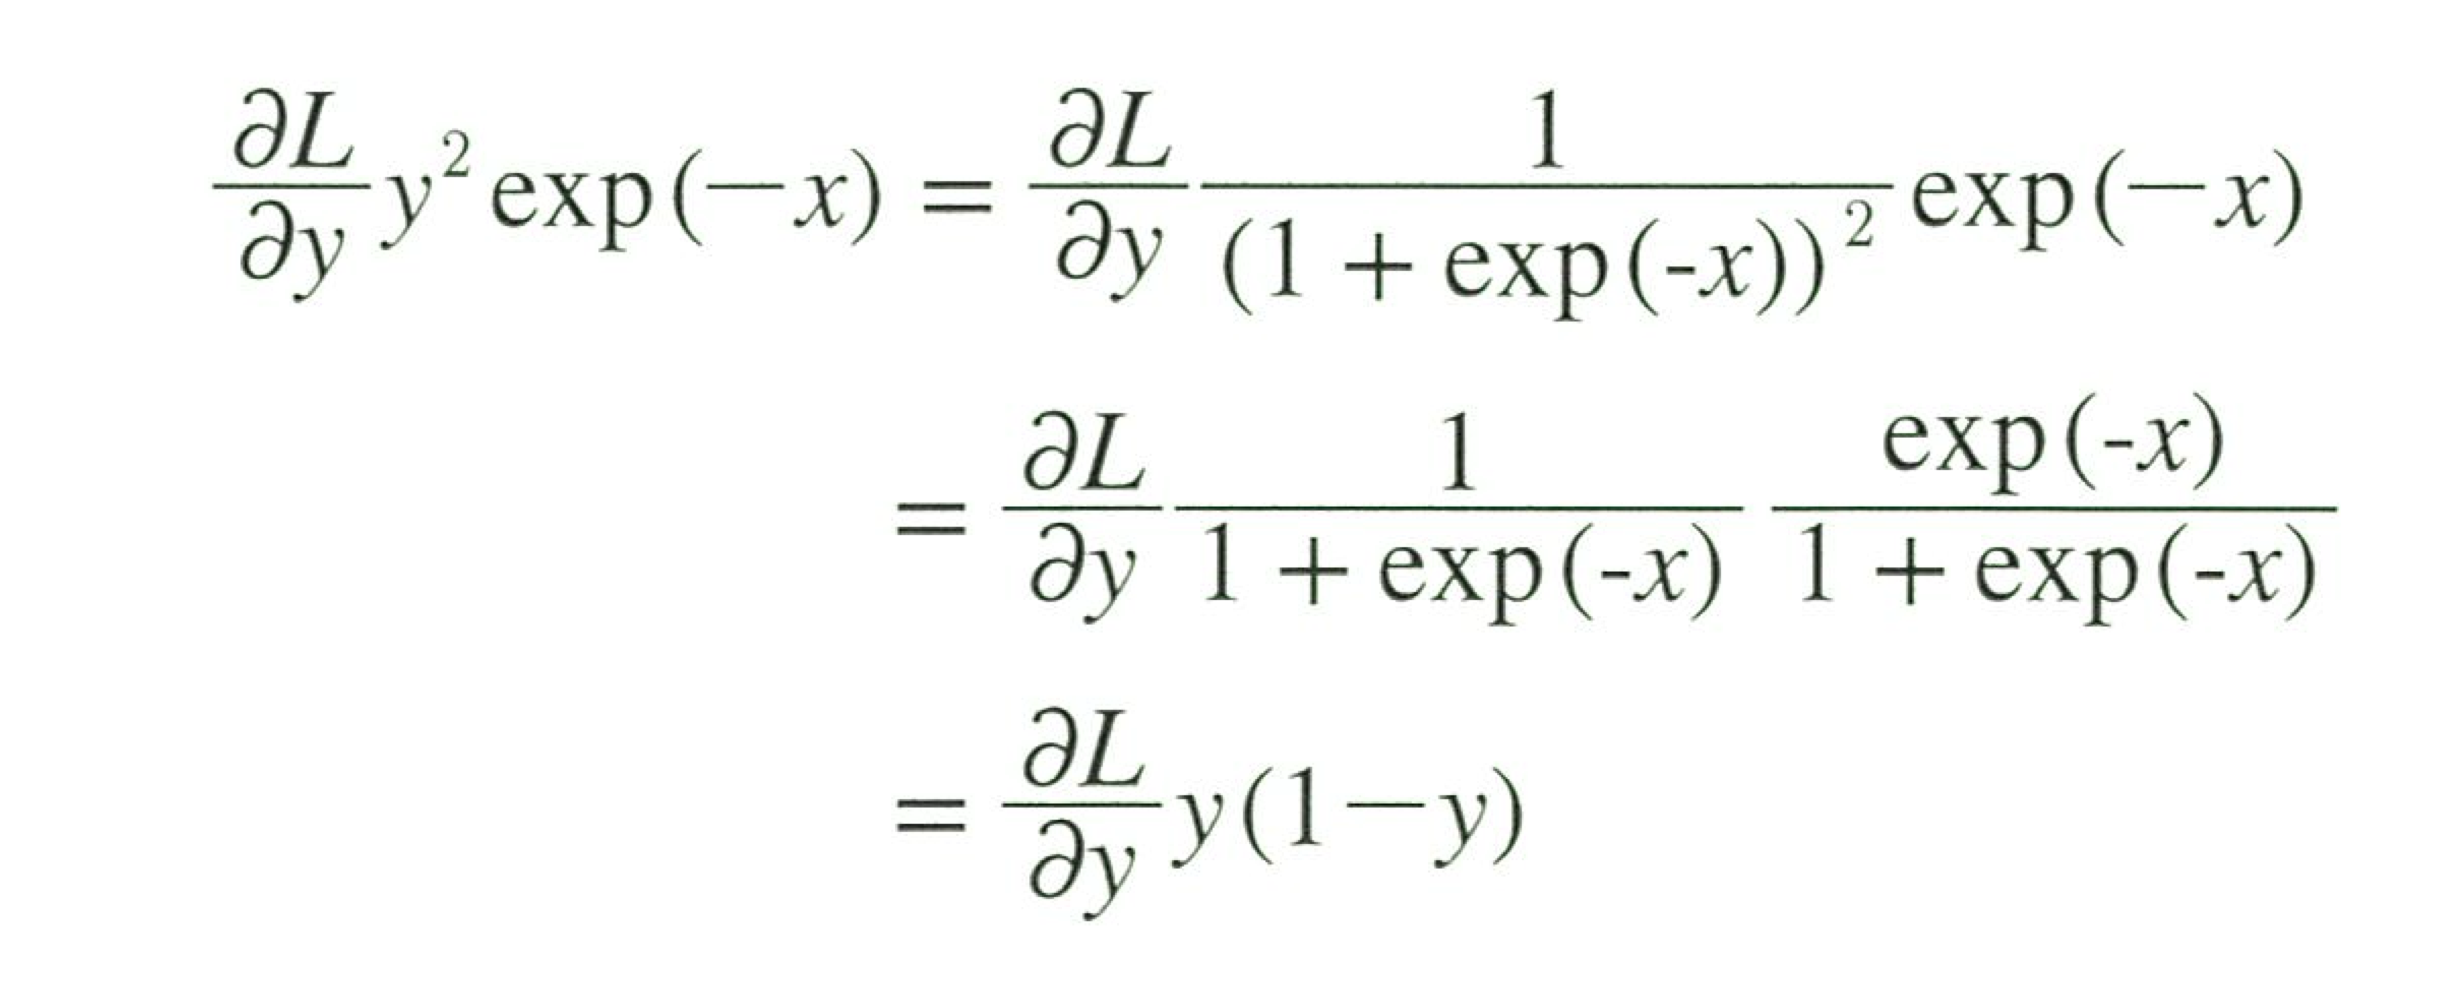 ∂L/∂y y² exp(−x) = ∂L/∂y 1/(1 + exp(-x))² exp(−x)
= ∂L/∂y 1/(1 + exp(-x)) exp(-x)/(1 + exp(-x))
= ∂L/∂y y(1−y)